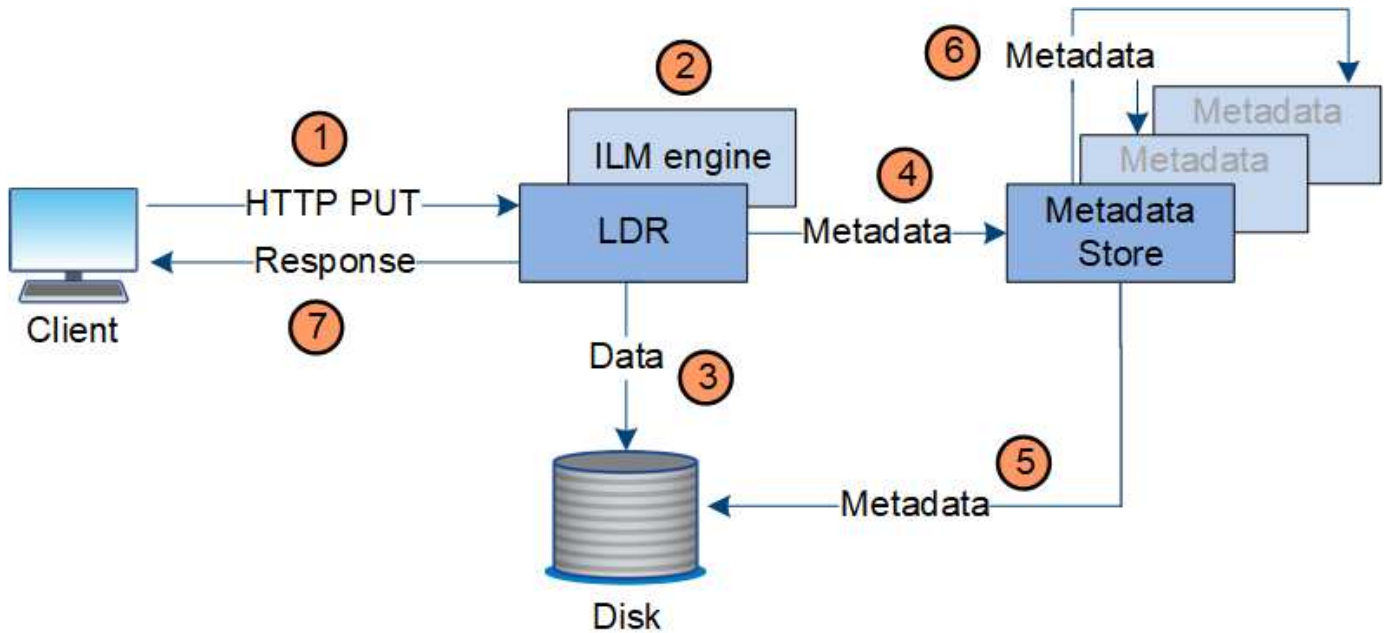 1
HTTP PUT
Response
7
Client
2
ILM engine
LDR
Data
3
Disk
4
Metadata
6
Metadata
Metadata
Metadata
Metadata
Store
5
Metadata